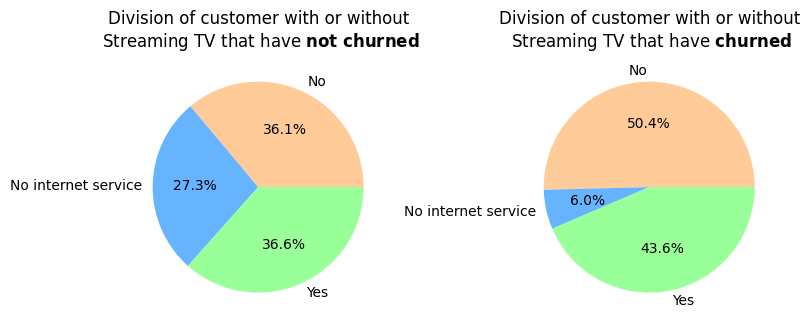 Division of customer with or without
Streaming TV that have not churned
No
36.1%
No internet service
27.3%
36.6%
Yes
Division of customer with or without
Streaming TV that have churned
No
50.4%
No internet service
6.0%
43.6%
Yes